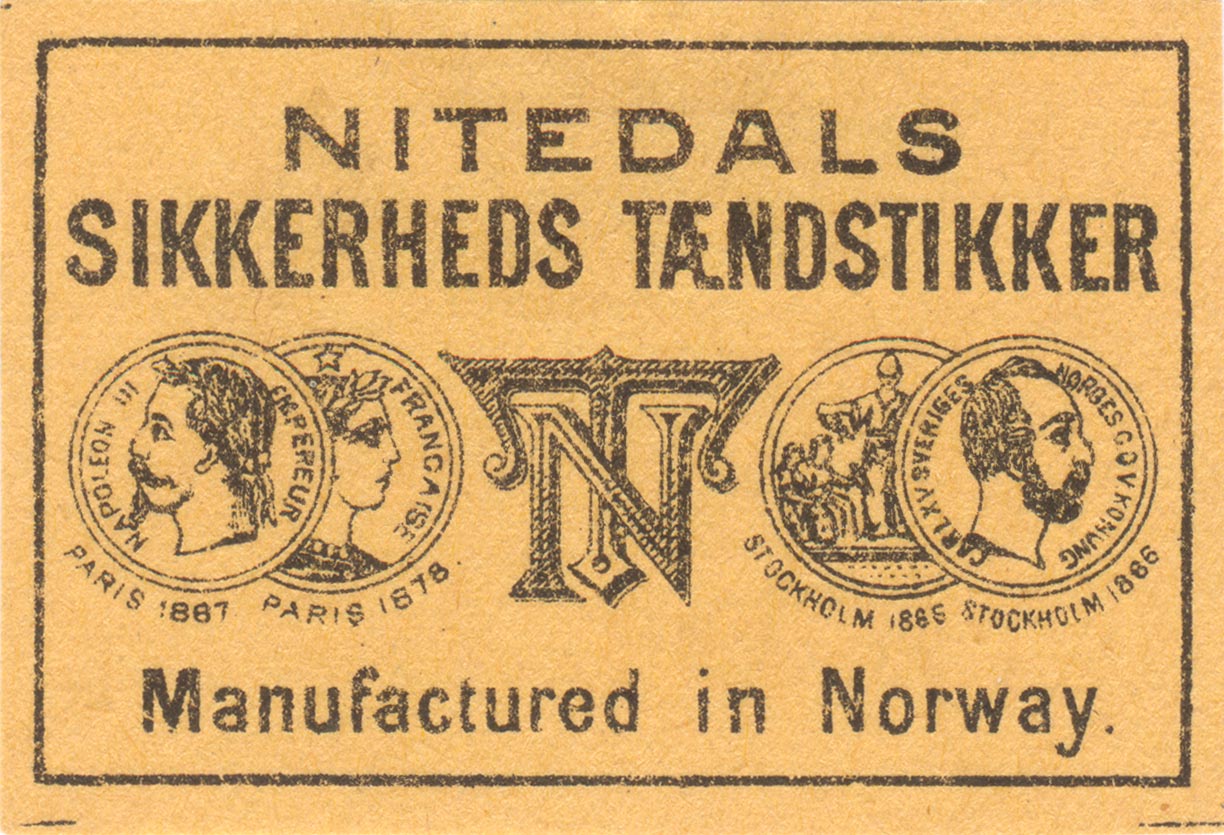 NITEDALS
SIKKERHEDS TÆNDSTIKKER
NAPOLEON III EMPEREUR
FRANCAISE
TN
CARL XV SVERIGES NORGES G O V KONUNG
PARIS 1867 PARIS 1878.
STOCKHOLM 1866 STOCKHOLM 1866
Manufactured in Norway.